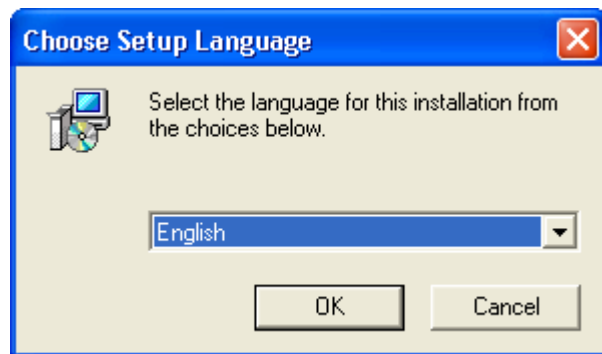 Choose Setup Language
Select the language for this installation from
the choices below.
English
OK
Cancel